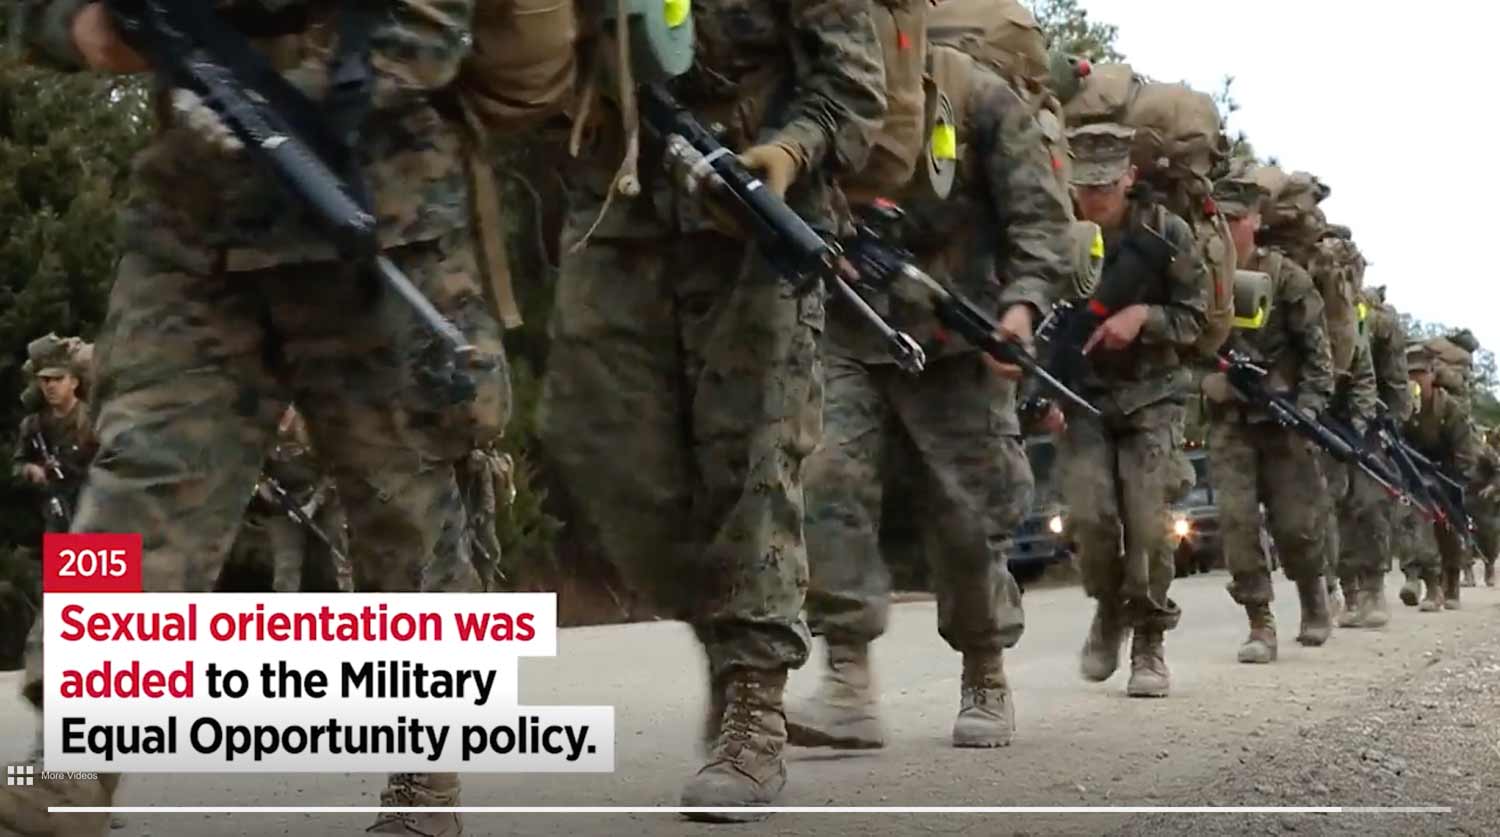 2015
Sexual orientation was
added to the Military
Equal Opportunity policy.
More Videos